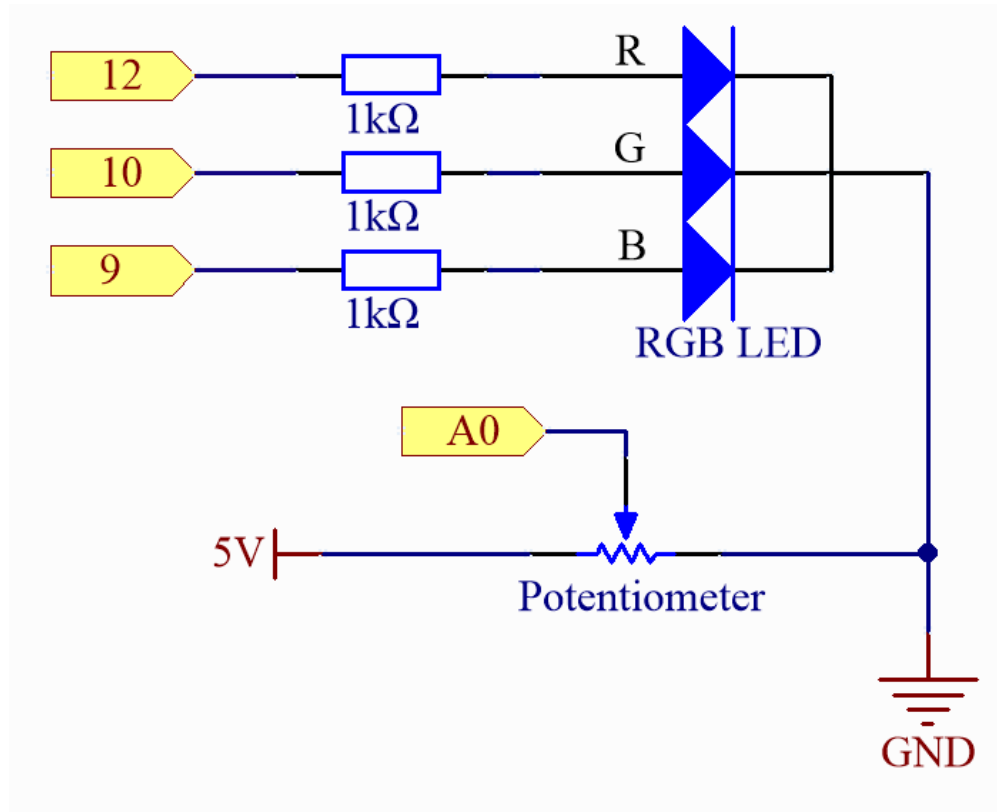 12
R
1kΩ
10
G
1kΩ
9
B
1kΩ
RGB LED
A0
5V
Potentiometer
GND